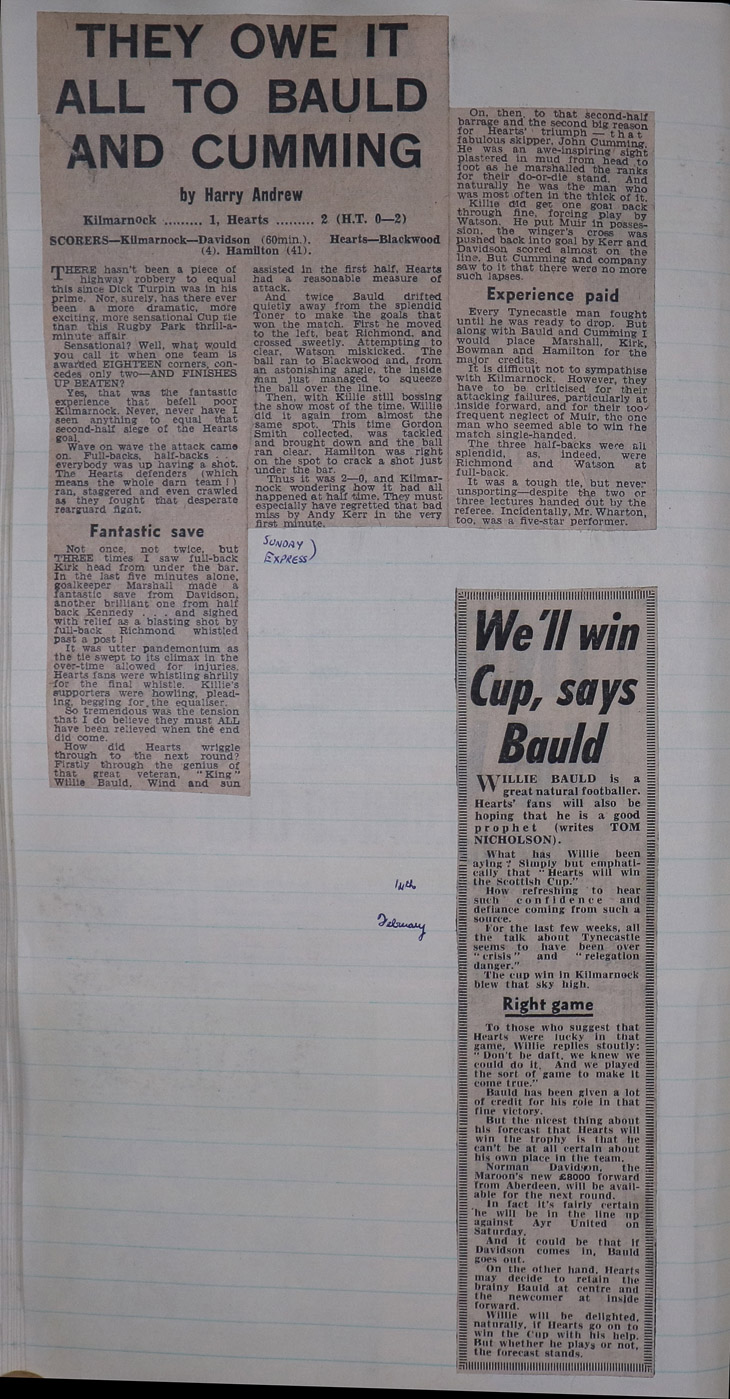 THEY OWE IT
ALL TO BAULD
AND CUMMING
by Harry Andrew
Kilmarnock ......... 1, Hearts ......... 2 (H.T. 0—2)
SCORERS—Kilmarnock—Davidson (60min.). Hearts—Blackwood
(4), Hamilton (41).
THERE hasn't been a piece of
highway robbery to equal
this since Dick Turpin was in his
prime. Nor, surely, has there ever
been a more dramatic, more
exciting, more sensational Cup tie
than this Rugby Park thrill-a-
minute affair
Sensational? Well, what would
you call it when one team is
awarded EIGHTEEN corners, con-
cedes only two—AND FINISHES
UP BEATEN?
Yes, that was the fantastic
experience that befell poor
Kilmarnock. Never, never have I
seen anything to equal that
second-half siege of the Hearts
goal.
Wave on wave the attack came
on. Full-backs, half-backs . .
everybody was up having a shot.
The Hearts defenders (which
means the whole darn team!)
ran, staggered and even crawled
as they fought that desperate
rearguard fight.
Fantastic save
Not once, not twice, but
THREE times I saw full-back
Kirk head from under the bar.
In the last five minutes alone,
goalkeeper Marshall made a
fantastic save from Davidson,
another brilliant one from half
back Kennedy . . . and sighed
with relief as a blasting shot by
full-back Richmond whistled
past a post!
It was utter pandemonium as
the tie swept to its climax in the
over-time allowed for injuries.
Hearts fans were whistling shrilly
for the final whistle. Killie's
supporters were howling, plead-
ing, begging for the equaliser.
So tremendous was the tension
that I do believe they must ALL
have been relieved when the end
did come.
How did Hearts wriggle
through to the next round?
Firstly through the genius of
that great veteran, "King"
Willie Bauld. Wind and sun
assisted in the first half, Hearts
had a reasonable measure of
attack.
And twice Bauld drifted
quietly away from the splendid
Toner to make the goals that
won the match. First he moved
to the left, beat Richmond, and
crossed sweetly. Attempting to
clear, Watson miskicked. The
ball ran to Blackwood and, from
an astonishing angle, the inside
man just managed to squeeze
the ball over the line.
Then, with Killie still bossing
the show most of the time, Willie
did it again from almost the
same spot. This time Gordon
Smith collected, was tackled
and brought down and the ball
ran clear. Hamilton was right
on the spot to crack a shot just
under the bar.
Thus it was 2—0, and Kilmar-
nock wondering how it had all
happened at half time. They must
especially have regretted that bad
miss by Andy Kerr in the very
first minute.
On, then, to that second-half
barrage and the second big reason
for Hearts' triumph — that
fabulous skipper, John Cumming.
He was an awe-inspiring sight
plastered in mud from head to
foot as he marshalled the ranks
for their do-or-die stand. And
naturally he was the man who
was most often in the thick of it.
Killie did get one goal back
through fine, forcing play by
Watson. He put Muir in posses-
sion, the winger's cross was
pushed back into goal by Kerr and
Davidson scored almost on the
line. But Cumming and company
saw to it that there were no more
such lapses.
Experience paid
Every Tynecastle man fought
until he was ready to drop. But
along with Bauld and Cumming I
would place Marshall, Kirk,
Bowman and Hamilton for the
major credits.
It is difficult not to sympathise
with Kilmarnock. However, they
have to be criticised for their
attacking failures, particularly at
inside forward, and for their too-
frequent neglect of Muir, the one
man who seemed able to win the
match single-handed.
The three half-backs were all
splendid, as, indeed, were
Richmond and Watson at
full-back.
It was a tough tie, but never
unsporting—despite the two or
three lectures handed out by the
referee. Incidentally, Mr. Wharton,
too, was a five-star performer.
SUNDAY
EXPRESS)
14th
February
We'll win
Cup, says
Bauld
WILLIE BAULD is a
great natural footballer.
Hearts' fans will also be
hoping that he is a good
prophet (writes TOM
NICHOLSON).
What has Willie been
aying? Simply but emphati-
cally that "Hearts will win
the Scottish Cup."
How refreshing to hear
such confidence and
defiance coming from such a
source.
For the last few weeks, all
the talk about Tynecastle
seems to have been over
"crisis" and "relegation
danger."
The cup win in Kilmarnock
blew that sky high.
Right game
To those who suggest that
Hearts were lucky in that
game, Willie replies stoutly:
"Don't be daft, we knew we
could do it. And we played
the sort of game to make it
come true."
Bauld has been given a lot
of credit for his role in that
fine victory.
But the nicest thing about
his forecast that Hearts will
win the trophy is that he
can't be at all certain about
his own place in the team.
Norman Davidson, the
Maroon's new £8000 forward
from Aberdeen, will be avail-
able for the next round.
In fact it's fairly certain
he will be in the line up
against Ayr United on
Saturday.
And it could be that if
Davidson comes in, Bauld
goes out.
On the other hand, Hearts
may decide to retain the
brainy Bauld at centre and
the newcomer at inside
forward.
Willie will be delighted,
naturally, if Hearts go on to
win the Cup with his help.
But whether he plays or not,
the forecast stands.